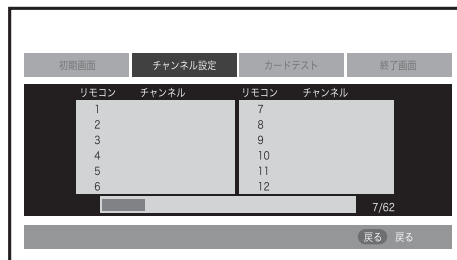 初期画面 チャンネル設定 カードテスト 終了画面
リモコン チャンネル リモコン チャンネル
1 7
2 8
3 9
4 10
5 11
6 12
7/62
戻る 戻る